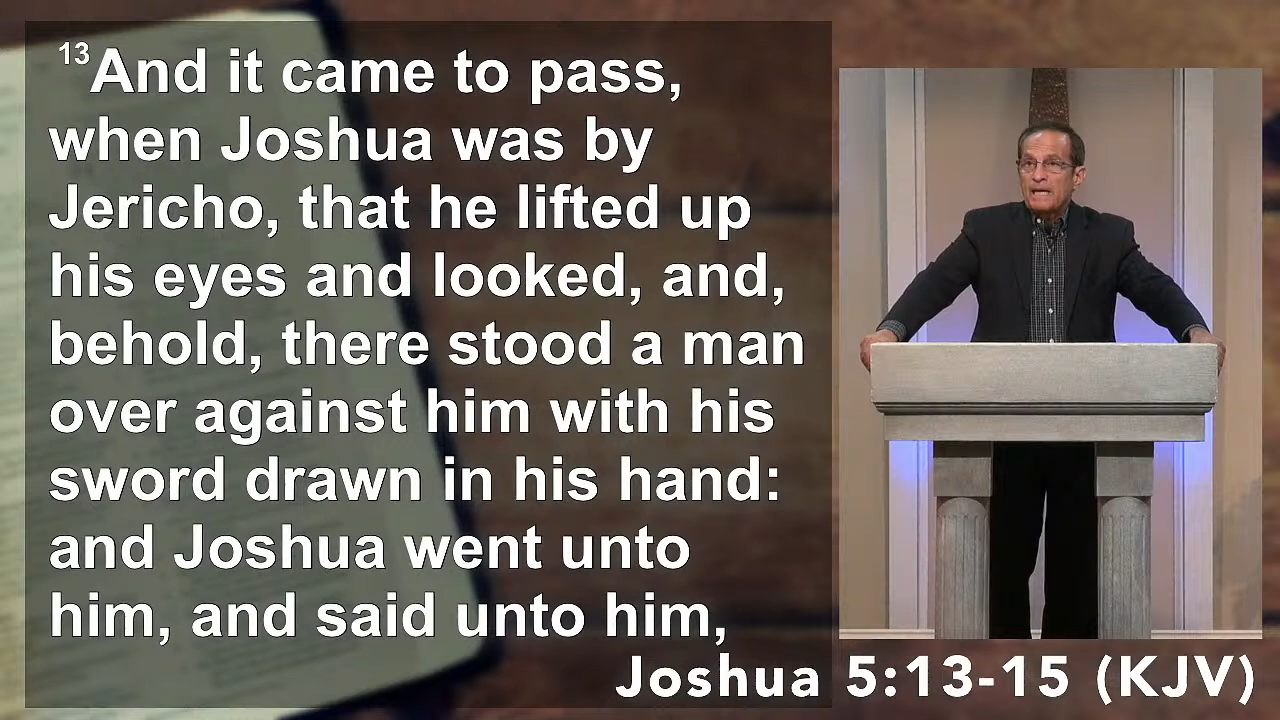 13And it came to pass,
when Joshua was by
Jericho, that he lifted up
his eyes and looked, and,
behold, there stood a man
over against him with his
sword drawn in his hand:
and Joshua went unto
him, and said unto him,
Joshua 5:13-15 (KJV)